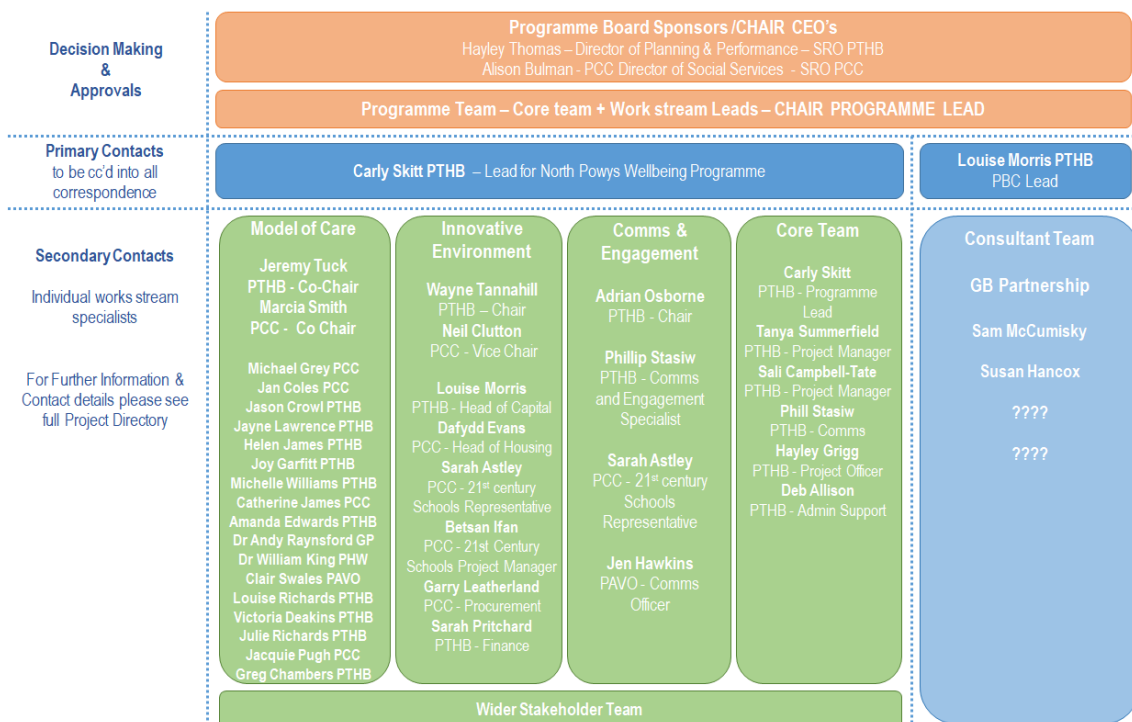 Decision Making
&
Approvals
Programme Board Sponsors /CHAIR CEO's
Hayley Thomas – Director of Planning & Performance – SRO PTHB
Alison Bulman - PCC Director of Social Services - SRO PCC
Programme Team – Core team + Work stream Leads – CHAIR PROGRAMME LEAD
Primary Contacts
to be cc'd into all
correspondence
Carly Skitt PTHB – Lead for North Powys Wellbeing Programme
Louise Morris PTHB
PBC Lead
Secondary Contacts
Individual works stream
specialists
For Further Information &
Contact details please see
full Project Directory
Model of Care
Jeremy Tuck
PTHB - Co-Chair
Marcia Smith
PCC - Co Chair
Michael Grey PCC
Jan Coles PCC
Jason Crowl PTHB
Jayne Lawrence PTHB
Helen James PTHB
Joy Garfitt PTHB
Michelle Williams PTHB
Catherine James PCC
Amanda Edwards PTHB
Dr Andy Raynsford GP
Dr William King PHW
Clair Swales PAVO
Louise Richards PTHB
Victoria Deakins PTHB
Julie Richards PTHB
Jacquie Pugh PCC
Greg Chambers PTHB
Innovative
Environment
Wayne Tannahill
PTHB – Chair
Neil Clutton
PCC - Vice Chair
Louise Morris
PTHB - Head of Capital
Dafydd Evans
PCC - Head of Housing
Sarah Astley
PCC - 21st century
Schools Representative
Betsan Ifan
PCC - 21st Century
Schools Project Manager
Garry Leatherland
PCC - Procurement
Sarah Pritchard
PTHB - Finance
Comms &
Engagement
Adrian Osborne
PTHB - Chair
Phillip Stasiw
PTHB - Comms
and Engagement
Specialist
Sarah Astley
PCC - 21st century
Schools
Representative
Jen Hawkins
PAVO - Comms
Officer
Core Team
Carly Skitt
PTHB - Programme
Lead
Tanya Summerfield
PTHB - Project Manager
Sali Campbell-Tate
PTHB - Project Manager
Phill Stasiw
PTHB - Comms
Hayley Grigg
PTHB - Project Officer
Deb Allison
PTHB - Admin Support
Consultant Team
GB Partnership
Sam McCumisky
Susan Hancox
????
????
Wider Stakeholder Team